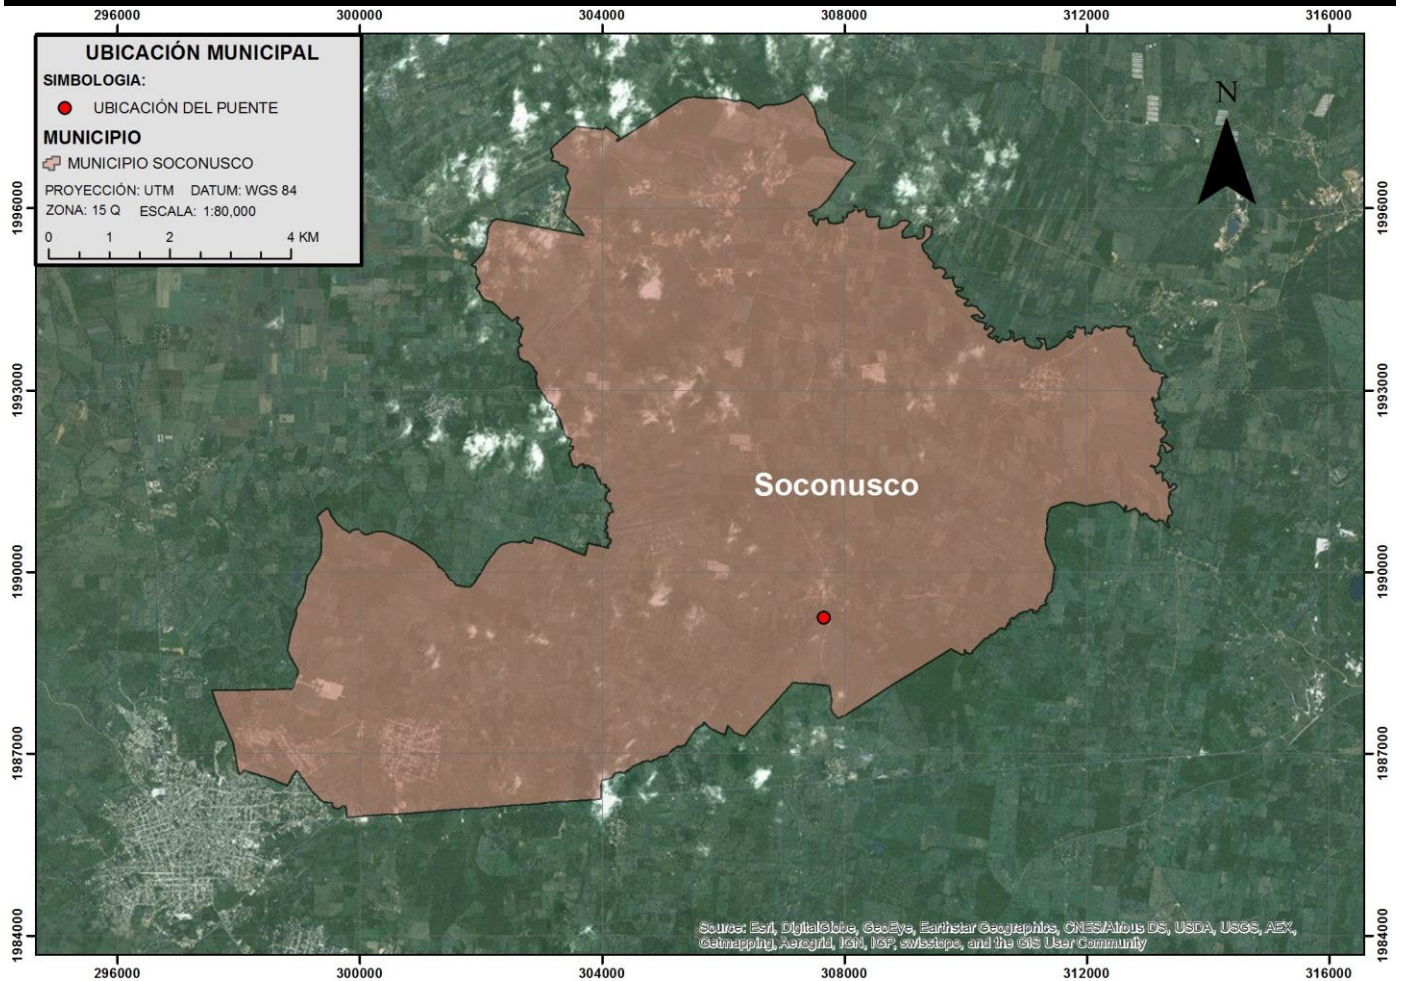 296000 300000 304000 308000 312000 316000
UBICACIÓN MUNICIPAL
SIMBOLOGIA:
UBICACIÓN DEL PUENTE
MUNICIPIO
MUNICIPIO SOCONUSCO
PROYECCIÓN: UTM DATUM: WGS 84
ZONA: 15 Q ESCALA: 1:80,000
0 1 2 4 KM
N
1996000 1996000
1993000 1993000
Soconusco
1990000 1990000
1987000 1987000
1984000 1984000
Source: Esri, DigitalGlobe, GeoEye, Earthstar Geographics, CNES/Airbus DS, USDA, USGS, AEX,
Getmapping, Aerogrid, IGN, IGP, swisstopo, and the GIS User Community
296000 300000 304000 308000 312000 316000